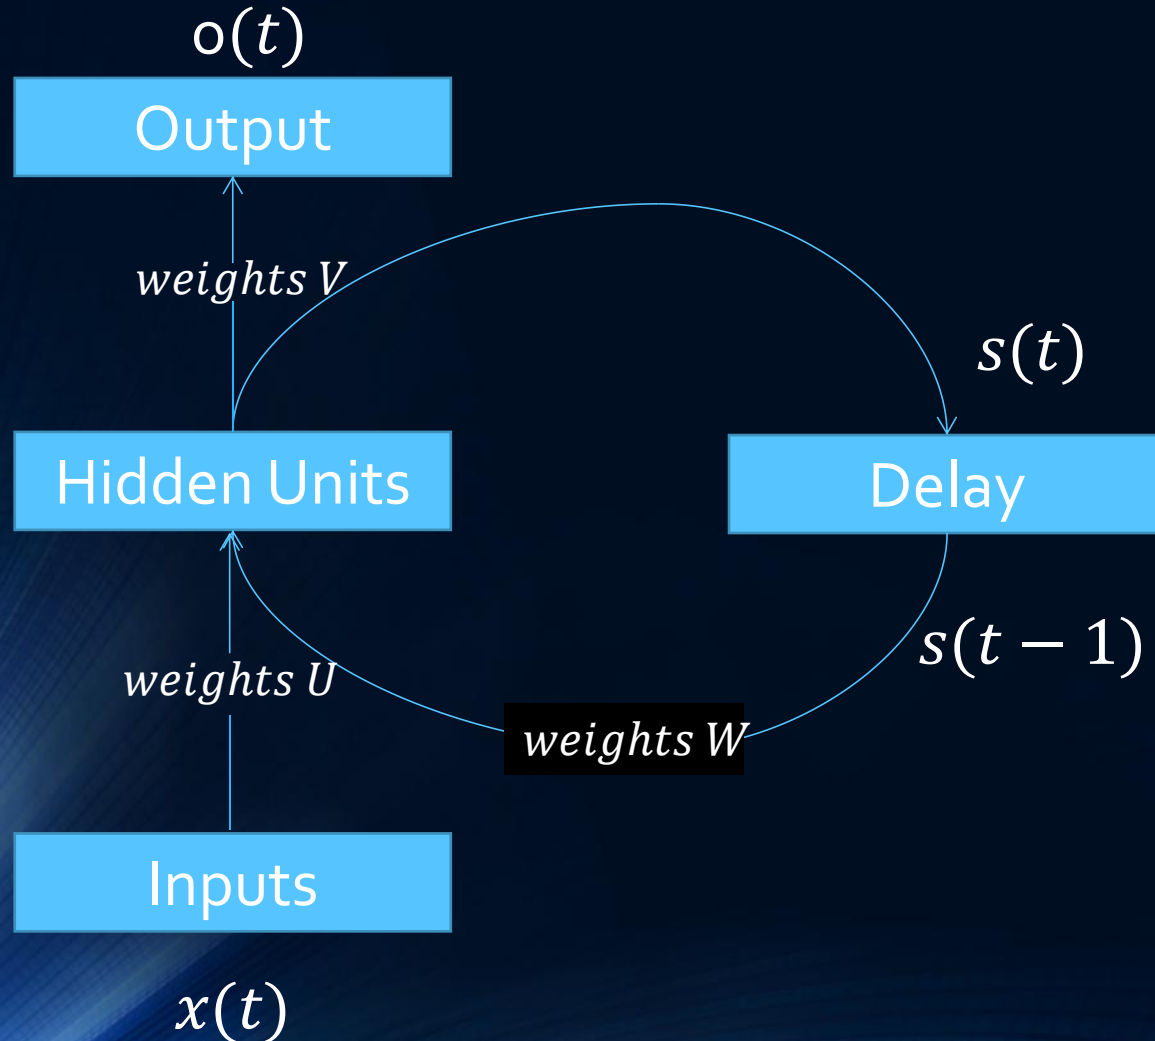 o(t)
Output
weights V
s(t)
Hidden Units
Delay
s(t − 1)
weights U
weights W
Inputs
x(t)